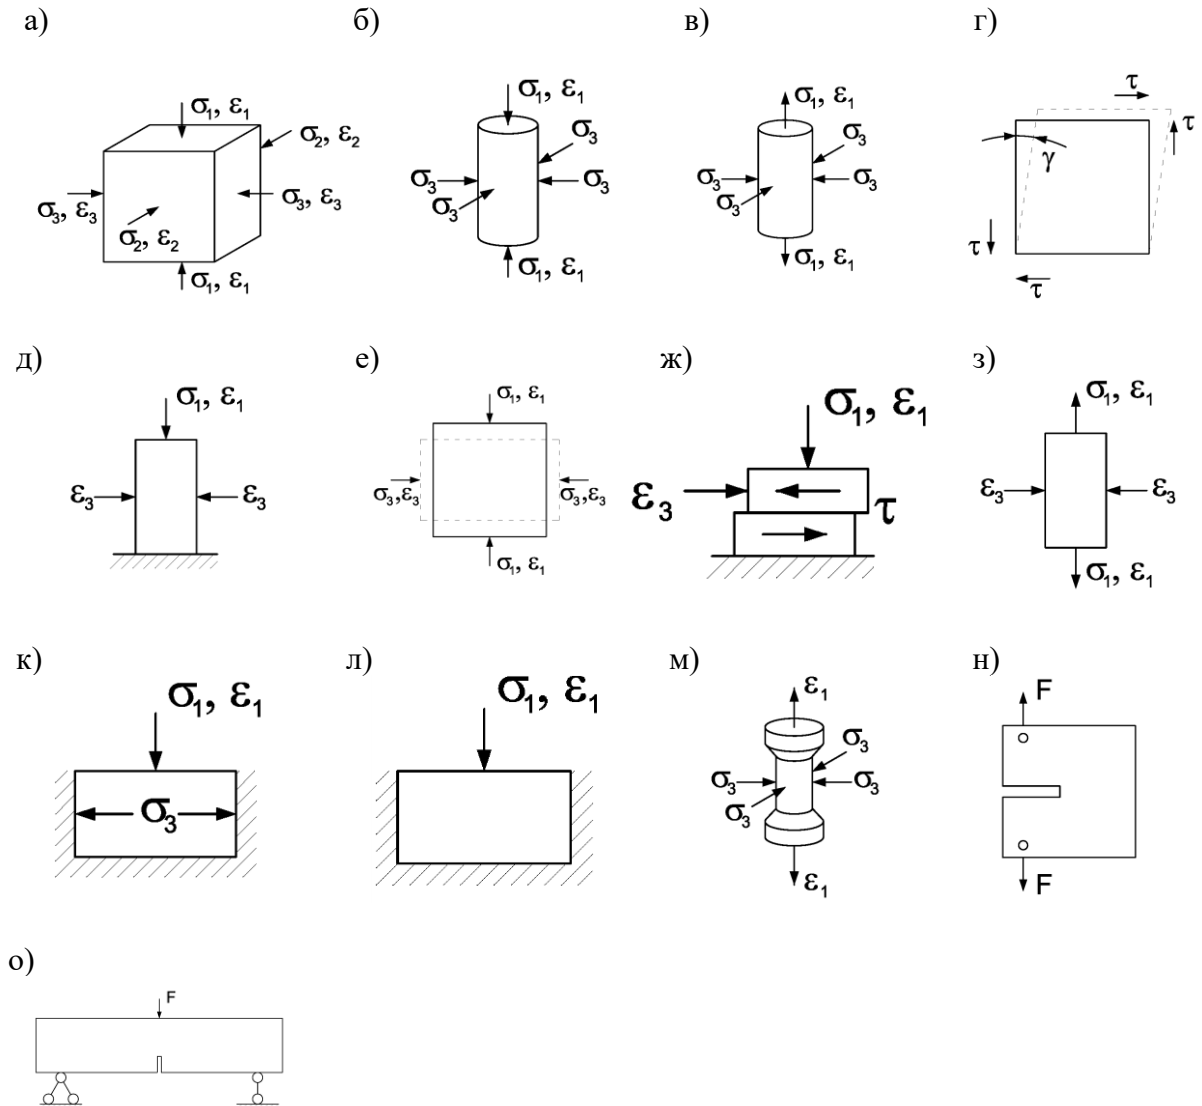 а) б) в) г)
σ₁, ε₁
σ₂, ε₂
σ₃, ε₃
σ₃, ε₃
σ₂, ε₂
σ₁, ε₁
σ₁, ε₁
σ₃
σ₃
σ₃
σ₃
σ₁, ε₁
σ₁, ε₁
σ₃
σ₃
σ₃
σ₃
σ₁, ε₁
τ
τ
γ
τ
τ
д) е) ж) з)
σ₁, ε₁
ε₃
ε₃
σ₁, ε₁
σ₃,ε₃
σ₃,ε₃
σ₁, ε₁
σ₁, ε₁
ε₃
τ
σ₁, ε₁
ε₃
ε₃
σ₁, ε₁
к) л) м) н)
σ₁, ε₁
σ₃
σ₁, ε₁
ε₁
σ₃
σ₃
σ₃
σ₃
ε₁
F
F
о)
F